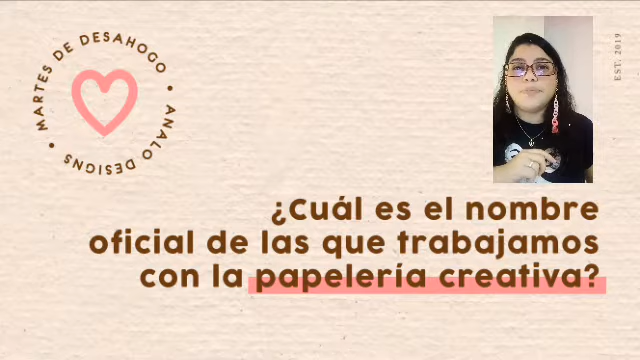 MARTES DE DESAHOGO • ANALO DESIGNS •
EST. 2019
¿Cuál es el nombre
oficial de las que trabajamos
con la papelería creativa?